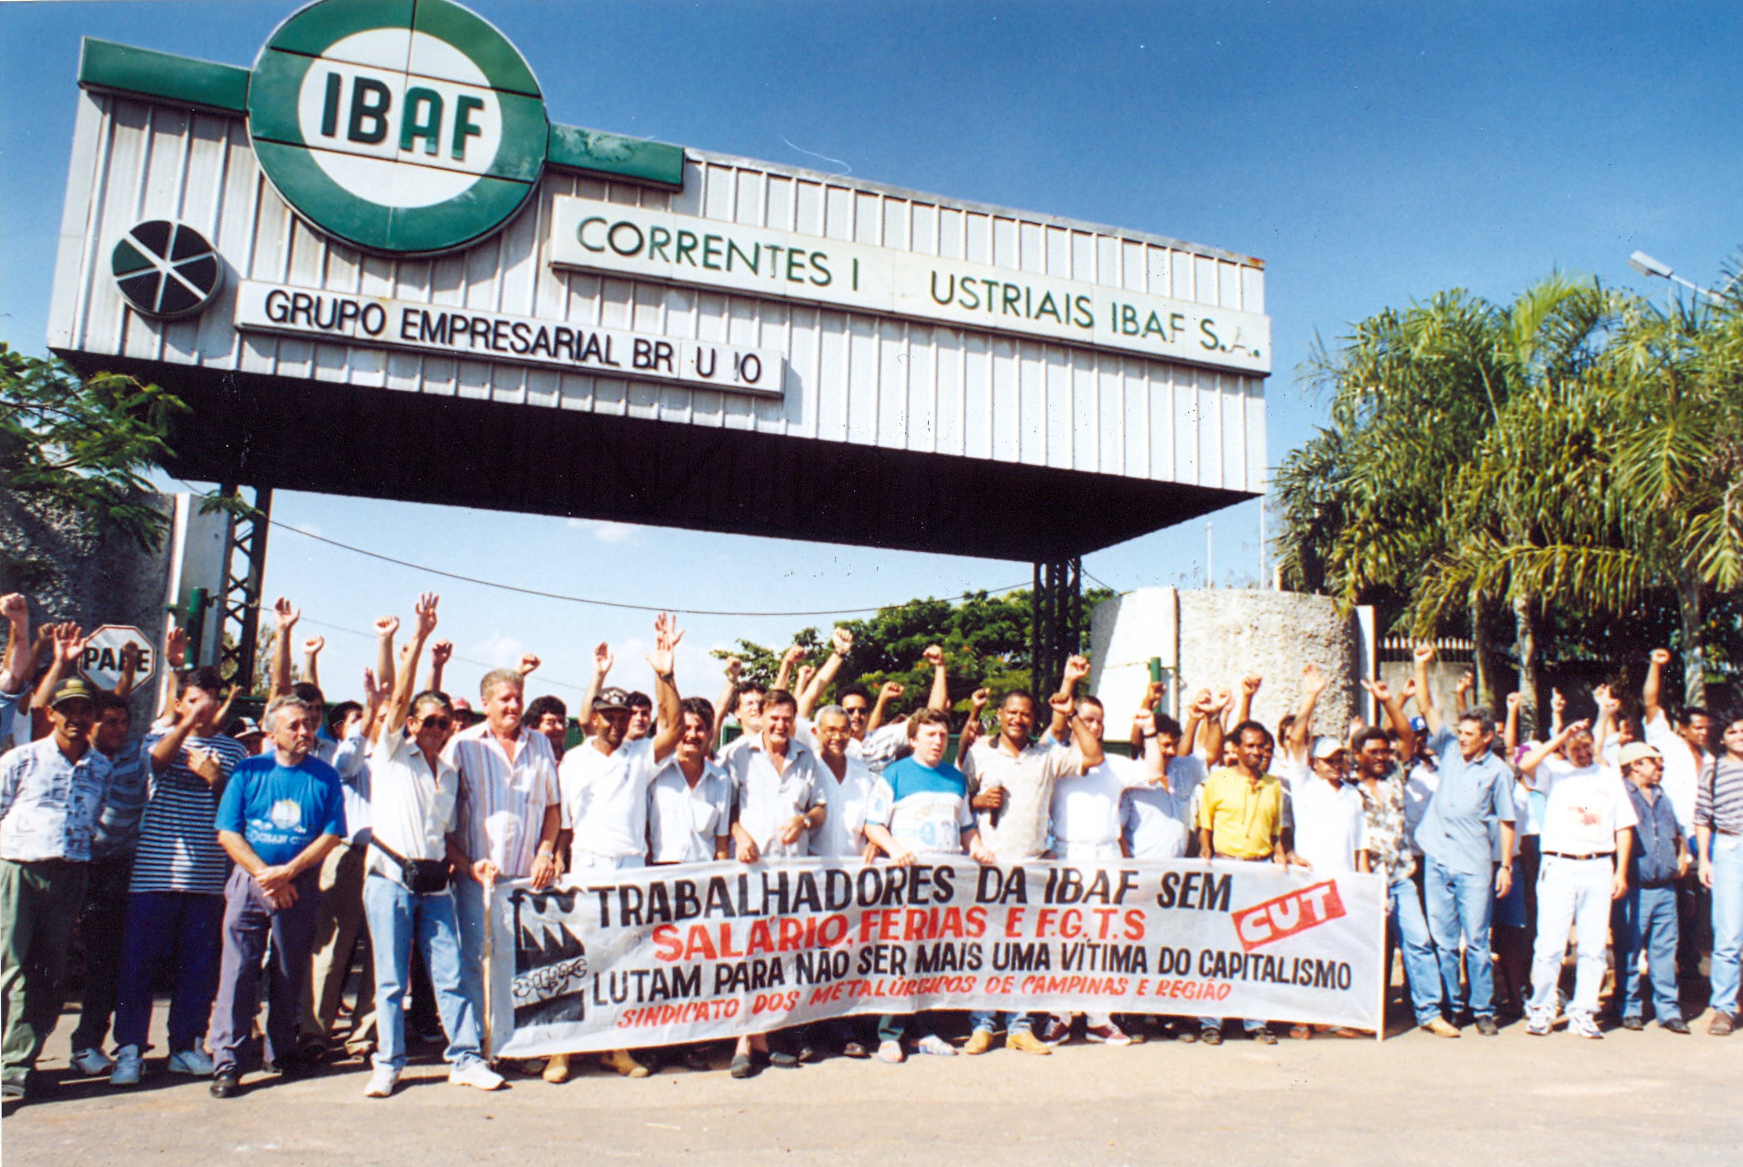 IBAF
CORRENTES I USTRIAIS IBAF S.A.
GRUPO EMPRESARIAL BR U IO
PARE
TRABALHADORES DA IBAF SEM
SALÁRIO, FÉRIAS E F.G.T.S
LUTAM PARA NÃO SER MAIS UMA VÍTIMA DO CAPITALISMO
SINDICATO DOS METALÚRGICOS DE CAMPINAS E REGIÃO
CUT